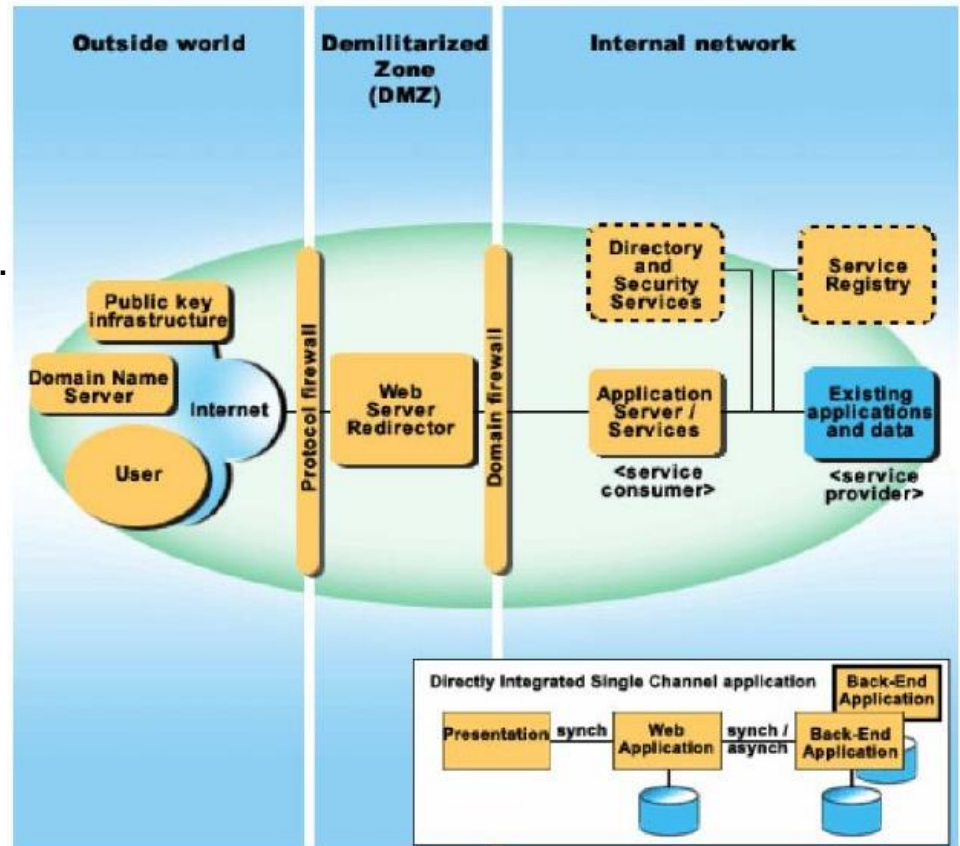 Outside world
Demilitarized
Zone
(DMZ)
Internal network
.
Public key
infrastructure
Domain Name
Server
Internet
User
Protocol firewall
Web
Server
Redirector
Domain firewall
Directory
and
Security
Services
Service
Registry
Application
Server /
Services
<service
consumer>
Existing
applications
and data
<service
provider>
Directly Integrated Single Channel application
Back-End
Application
Presentation
synch
Web
Application
synch /
asynch
Back-End
Application